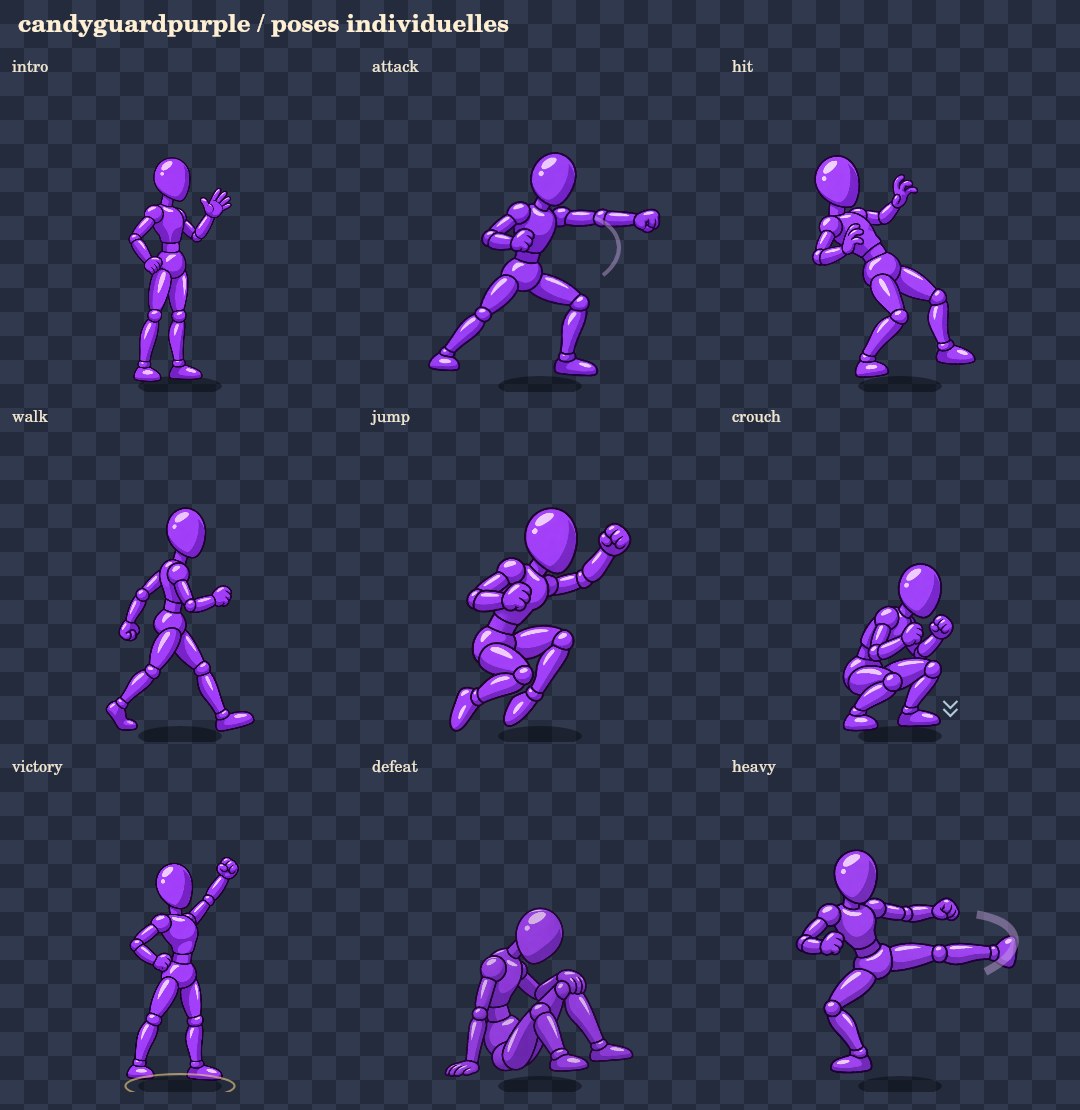 candyguardpurple / poses individuelles
intro
attack
hit
walk
jump
crouch
victory
defeat
heavy